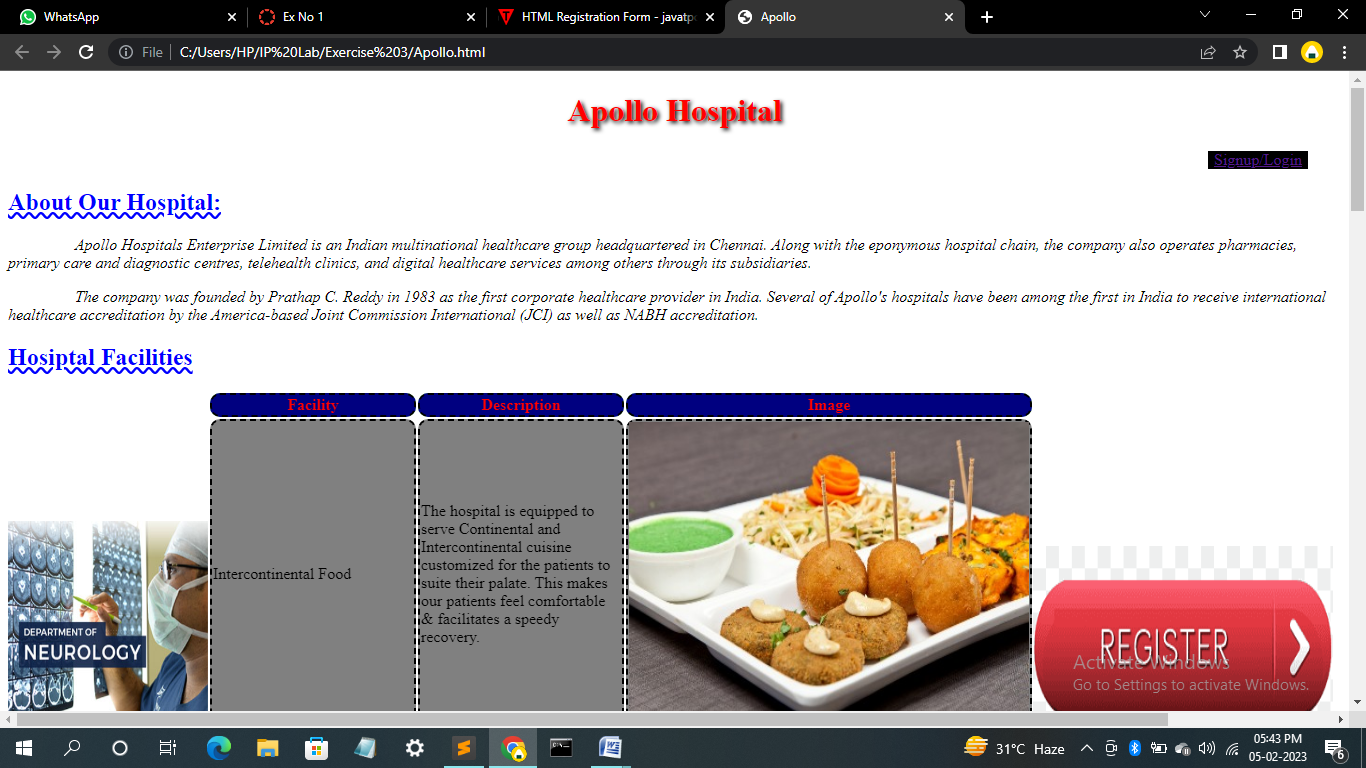 WhatsApp
Ex No 1
HTML Registration Form - javatp
Apollo
File
C:/Users/HP/IP%20Lab/Exercise%203/Apollo.html
Apollo Hospital
Signup/Login
About Our Hospital:
Apollo Hospitals Enterprise Limited is an Indian multinational healthcare group headquartered in Chennai. Along with the eponymous hospital chain, the company also operates pharmacies,
primary care and diagnostic centres, telehealth clinics, and digital healthcare services among others through its subsidiaries.
The company was founded by Prathap C. Reddy in 1983 as the first corporate healthcare provider in India. Several of Apollo's hospitals have been among the first in India to receive international
healthcare accreditation by the America-based Joint Commission International (JCI) as well as NABH accreditation.
Hosiptal Facilities
Facility
Description
Image
Intercontinental Food
The hospital is equipped to
serve Continental and
Intercontinental cuisine
customized for the patients to
suite their palate. This makes
our patients feel comfortable
& facilitates a speedy
recovery.
DEPARTMENT OF
NEUROLOGY
REGISTER
Activate Windows
Go to Settings to activate Windows.
31°C Haze
05:43 PM
05-02-2023
6